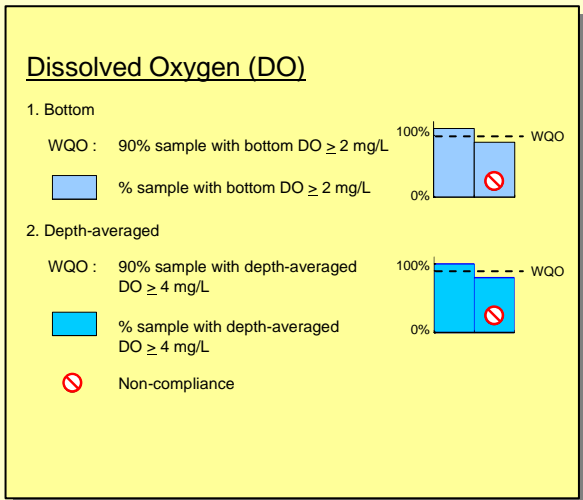 Dissolved Oxygen (DO)
1. Bottom
WQO : 90% sample with bottom DO ≥ 2 mg/L
% sample with bottom DO ≥ 2 mg/L
100%
WQO
0%
2. Depth-averaged
WQO : 90% sample with depth-averaged
DO ≥ 4 mg/L
% sample with depth-averaged
DO ≥ 4 mg/L
100%
WQO
0%
Non-compliance